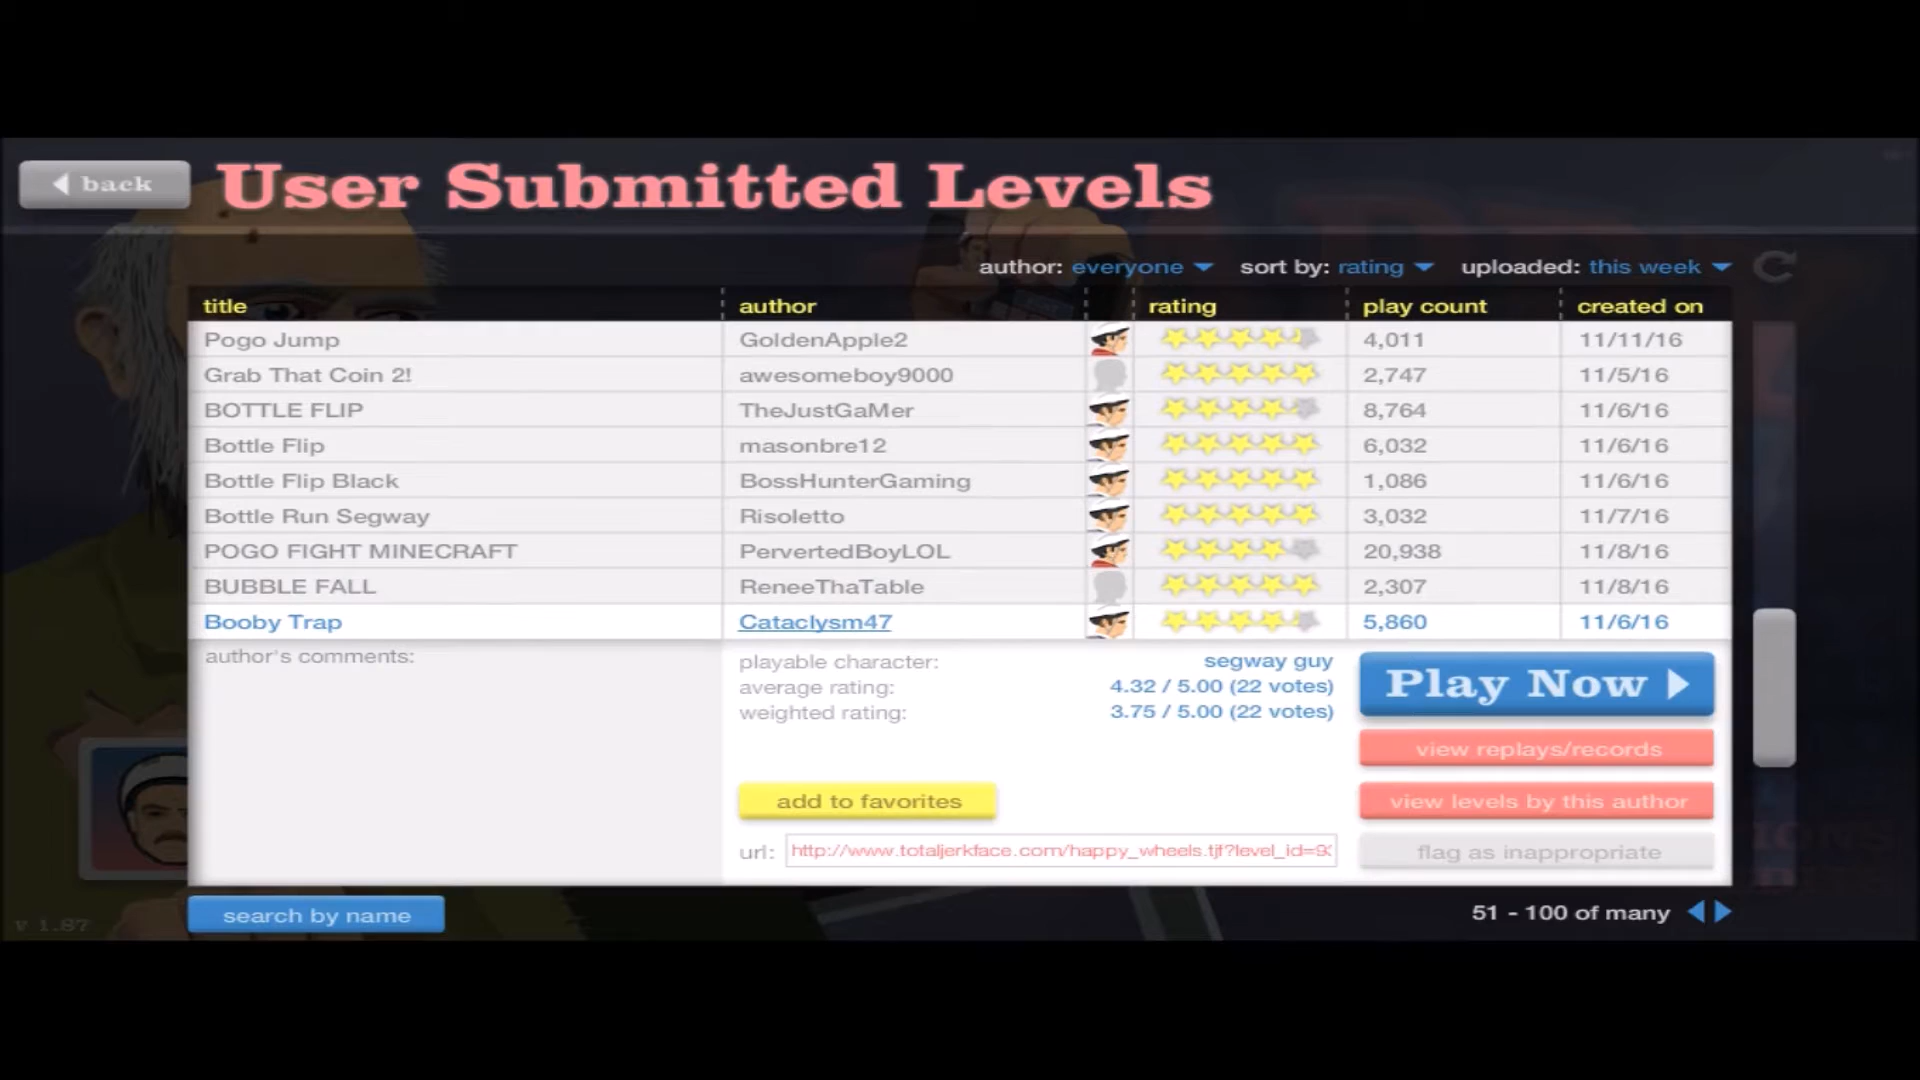 back
User Submitted Levels
author: everyone sort by: rating uploaded: this week
title author rating play count created on
Pogo Jump GoldenApple2 4,011 11/11/16
Grab That Coin 2! awesomeboy9000 2,747 11/5/16
BOTTLE FLIP TheJustGaMer 8,764 11/6/16
Bottle Flip masonbre12 6,032 11/6/16
Bottle Flip Black BossHunterGaming 1,086 11/6/16
Bottle Run Segway Risoletto 3,032 11/7/16
POGO FIGHT MINECRAFT PervertedBoyLOL 20,938 11/8/16
BUBBLE FALL ReneeThaTable 2,307 11/8/16
Booby Trap Cataclysm47 5,860 11/6/16
author's comments:
playable character: segway guy
average rating: 4.32 / 5.00 (22 votes)
weighted rating: 3.75 / 5.00 (22 votes)
Play Now
view replays/records
add to favorites
view levels by this author
url: http://www.totaljerkface.com/happy_wheels.tjf?level_id=9
flag as inappropriate
search by name
51 - 100 of many
v 1.87